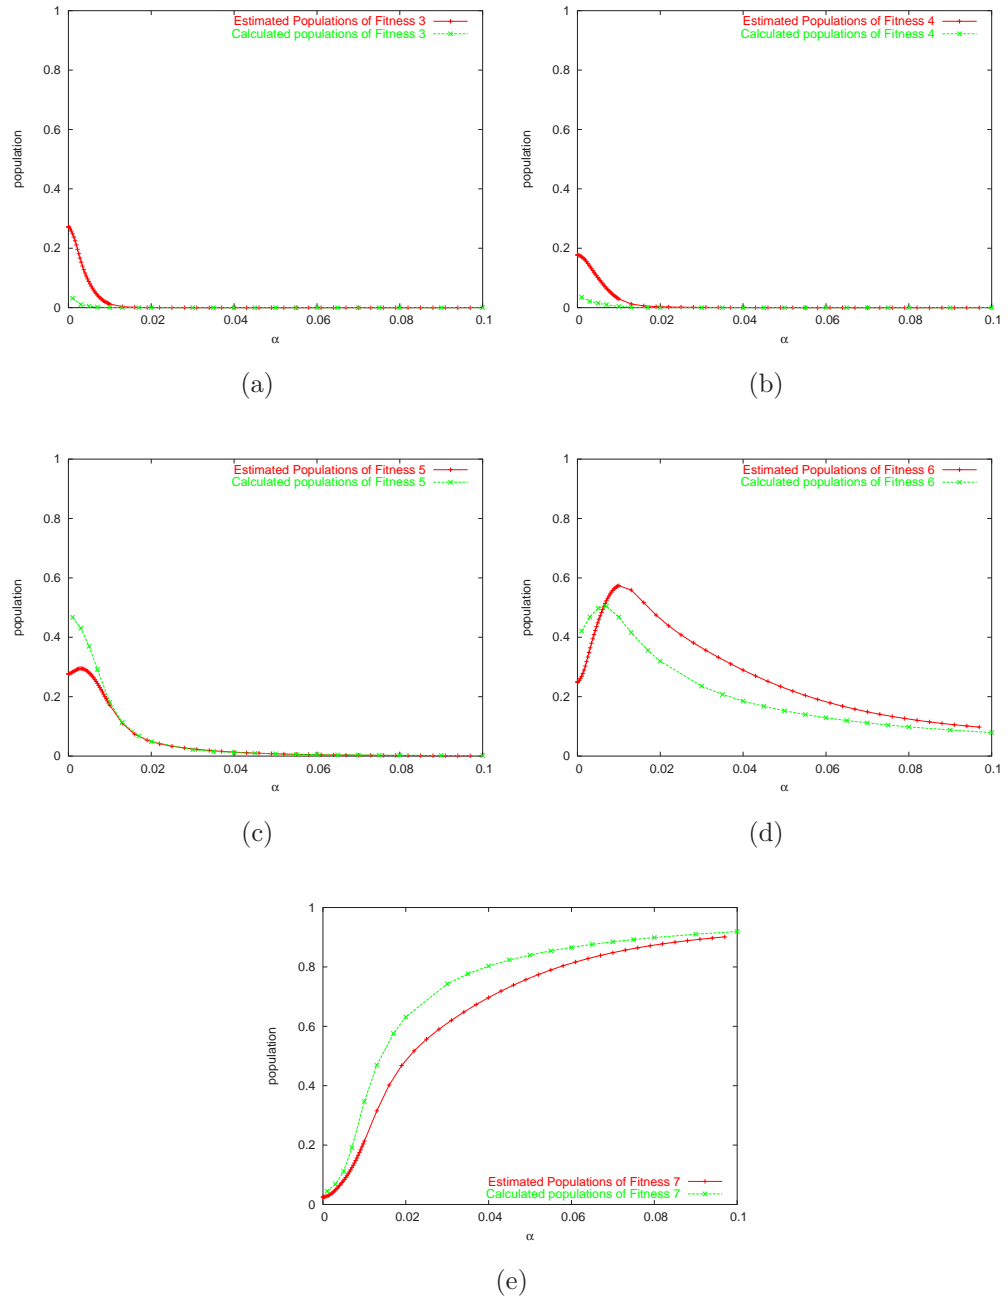 1
0.8
0.6
0.4
0.2
0
0 0.02 0.04 0.06 0.08 0.1
population
α
Estimated Populations of Fitness 3
Calculated populations of Fitness 3
(a)
1
0.8
0.6
0.4
0.2
0
0 0.02 0.04 0.06 0.08 0.1
population
α
Estimated Populations of Fitness 4
Calculated populations of Fitness 4
(b)
1
0.8
0.6
0.4
0.2
0
0 0.02 0.04 0.06 0.08 0.1
population
α
Estimated Populations of Fitness 5
Calculated populations of Fitness 5
(c)
1
0.8
0.6
0.4
0.2
0
0 0.02 0.04 0.06 0.08 0.1
population
α
Estimated Populations of Fitness 6
Calculated populations of Fitness 6
(d)
1
0.8
0.6
0.4
0.2
0
0 0.02 0.04 0.06 0.08 0.1
population
α
Estimated Populations of Fitness 7
Calculated populations of Fitness 7
(e)